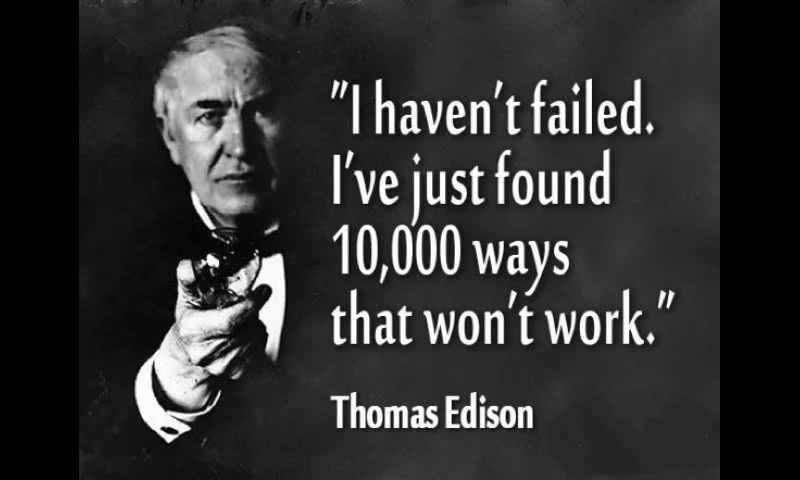 "I haven't failed.
I've just found
10,000 ways
that won't work."
Thomas Edison